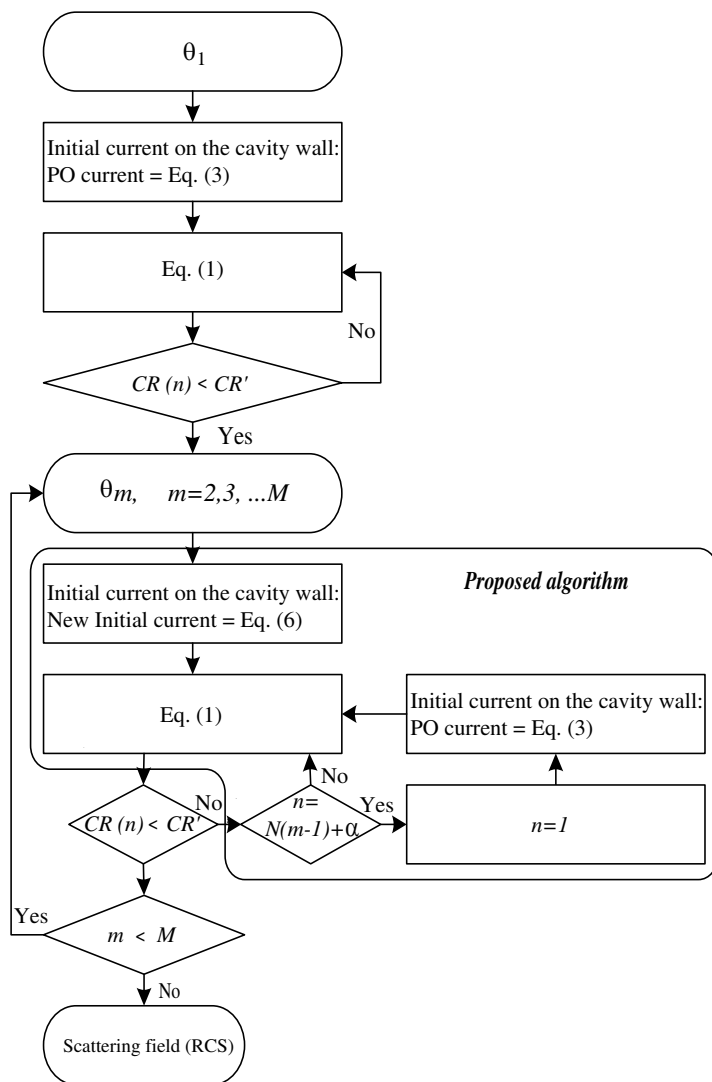 θ1
Initial current on the cavity wall:
PO current = Eq. (3)
Eq. (1)
No
CR (n) < CR'
Yes
θm, m=2,3, ...M
Proposed algorithm
Initial current on the cavity wall:
New Initial current = Eq. (6)
Eq. (1)
Initial current on the cavity wall:
PO current = Eq. (3)
No
CR (n) < CR'
No
n=
N(m-1)+α
Yes
n=1
Yes
m < M
No
Scattering field (RCS)